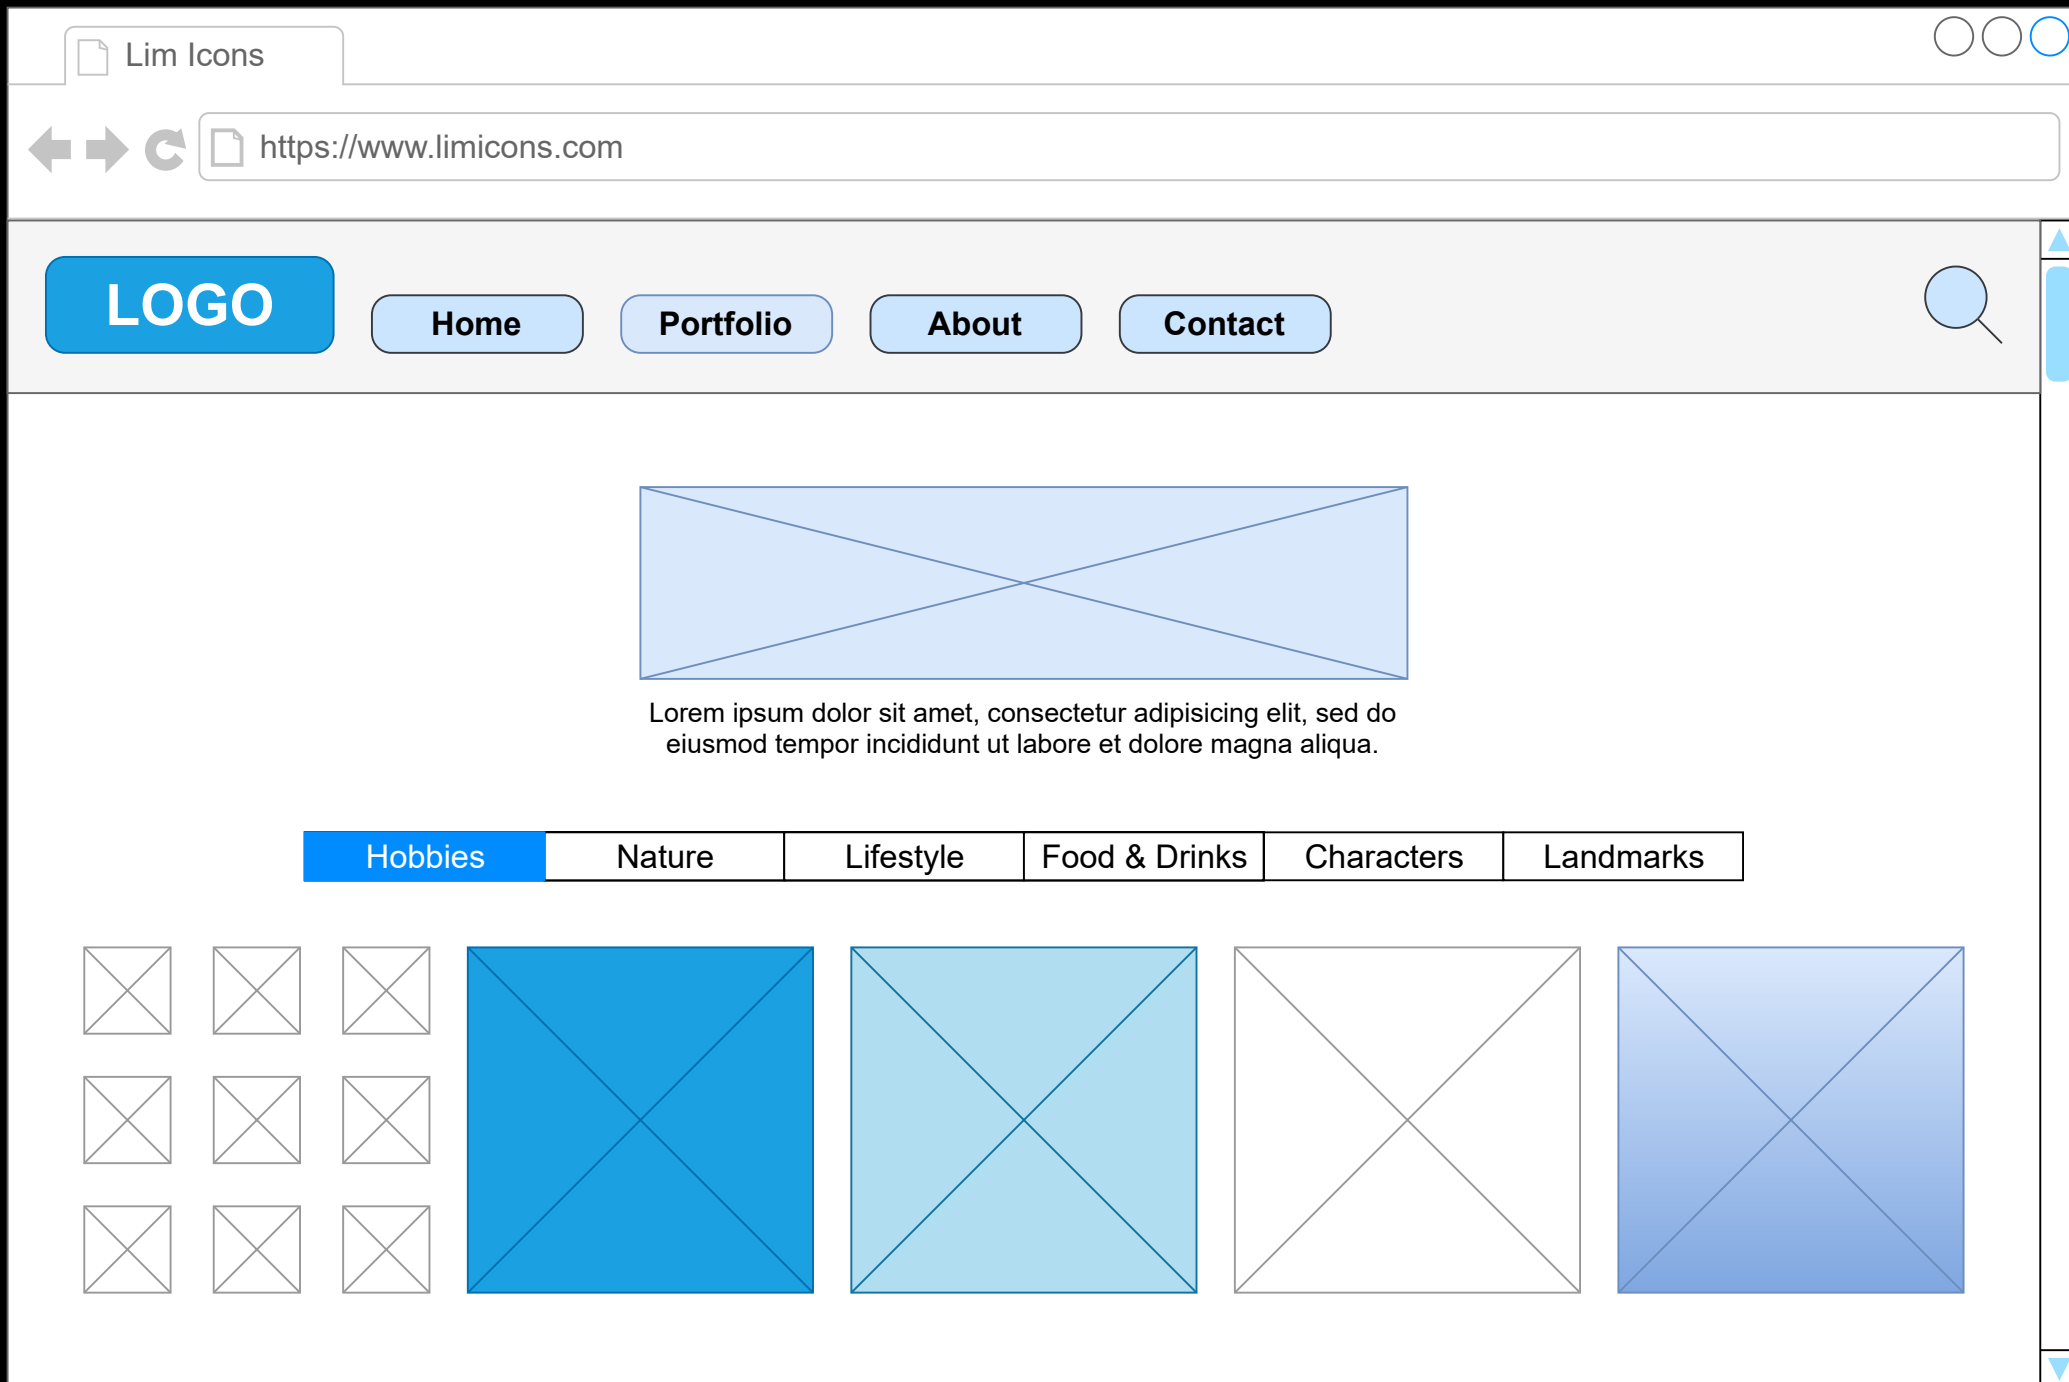 Lim Icons
https://www.limicons.com
LOGO
Home
Portfolio
About
Contact
Lorem ipsum dolor sit amet, consectetur adipisicing elit, sed do
eiusmod tempor incididunt ut labore et dolore magna aliqua.
Hobbies
Nature
Lifestyle
Food & Drinks
Characters
Landmarks